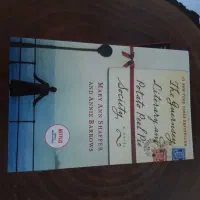 The Guernsey
Literary and
Potato Peel Pie
Society
MARY ANN SHAFFER
AND ANNIE BARROWS